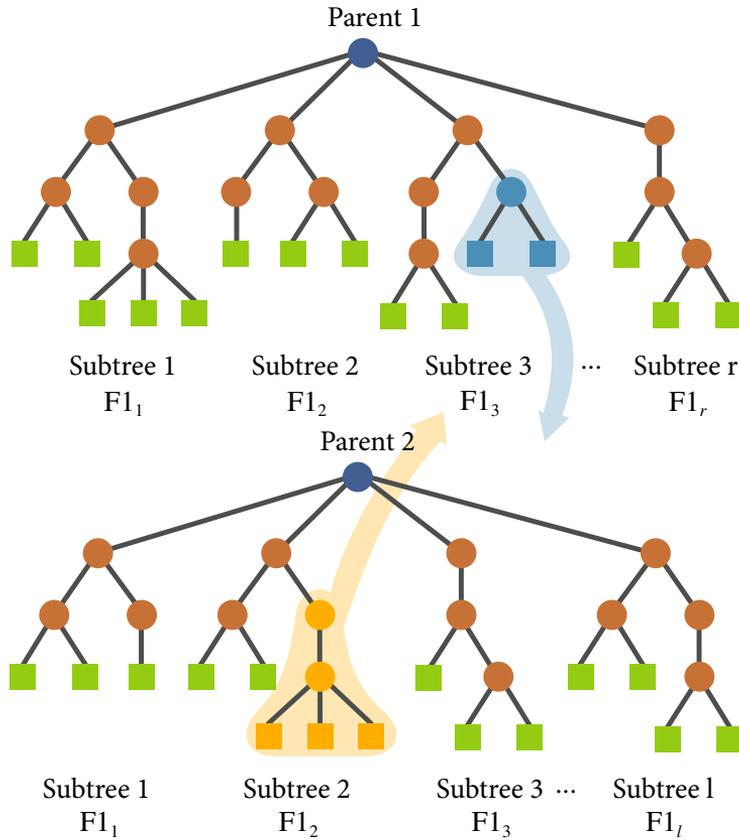 Parent 1
Subtree 1 Subtree 2 Subtree 3 ... Subtree r
F1₁ F1₂ F1₃ F1ᵣ
Parent 2
Subtree 1 Subtree 2 Subtree 3 ... Subtree l
F1₁ F1₂ F1₃ F1ₗ